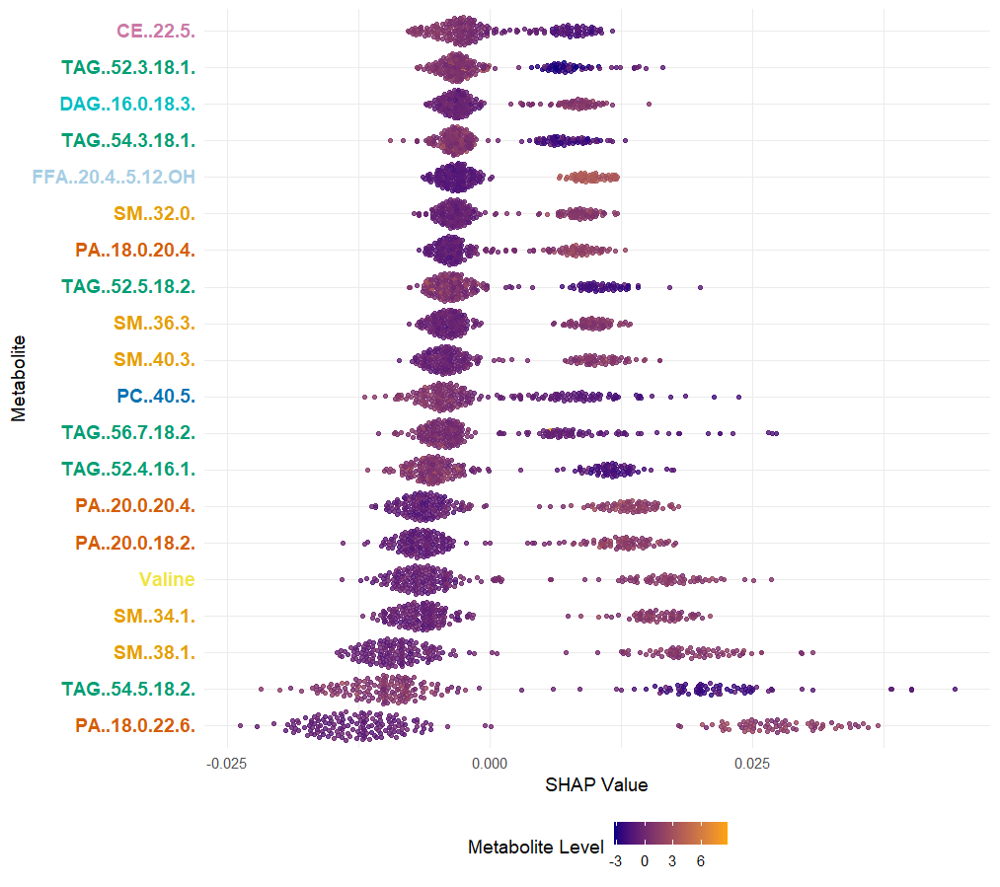 CE..22.5.
TAG..52.3.18.1.
DAG..16.0.18.3.
TAG..54.3.18.1.
FFA..20.4..5.12.OH
SM..32.0.
PA..18.0.20.4.
TAG..52.5.18.2.
SM..36.3.
SM..40.3.
PC..40.5.
TAG..56.7.18.2.
TAG..52.4.16.1.
PA..20.0.20.4.
PA..20.0.18.2.
Valine
SM..34.1.
SM..38.1.
TAG..54.5.18.2.
PA..18.0.22.6.
Metabolite
-0.025 0.000 0.025
SHAP Value
Metabolite Level
-3 0 3 6